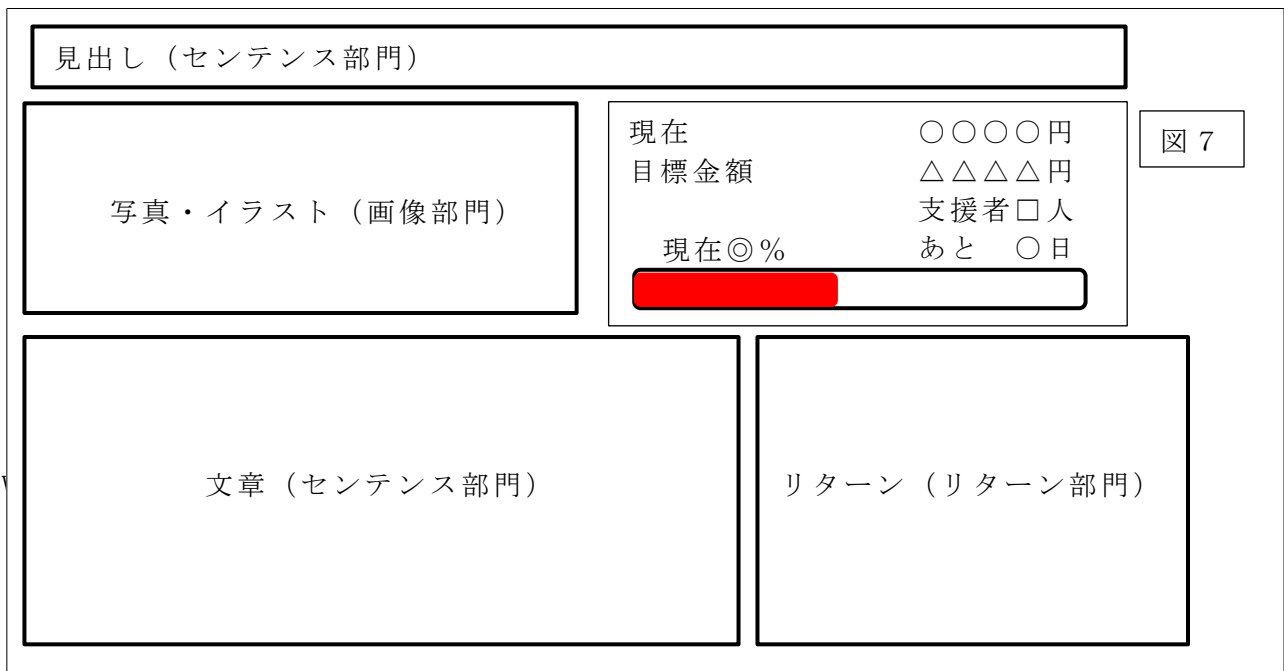 見出し（センテンス部門）
写真・イラスト（画像部門）
現在 ○○○○円
目標金額 △△△△円
支援者□人
現在◎% あと ○日
図7
文章（センテンス部門）
リターン（リターン部門）